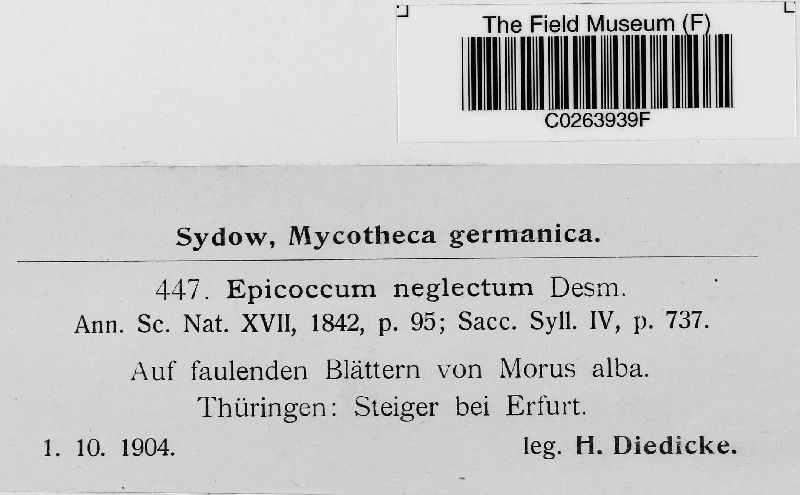 The Field Museum (F)
C0263939F
Sydow, Mycotheca germanica.
447. Epicoccum neglectum Desm.
Ann. Sc. Nat. XVII, 1842, p. 95; Sacc. Syll. IV, p. 737.
Auf faulenden Blättern von Morus alba.
Thüringen: Steiger bei Erfurt.
1. 10. 1904. leg. H. Diedicke.